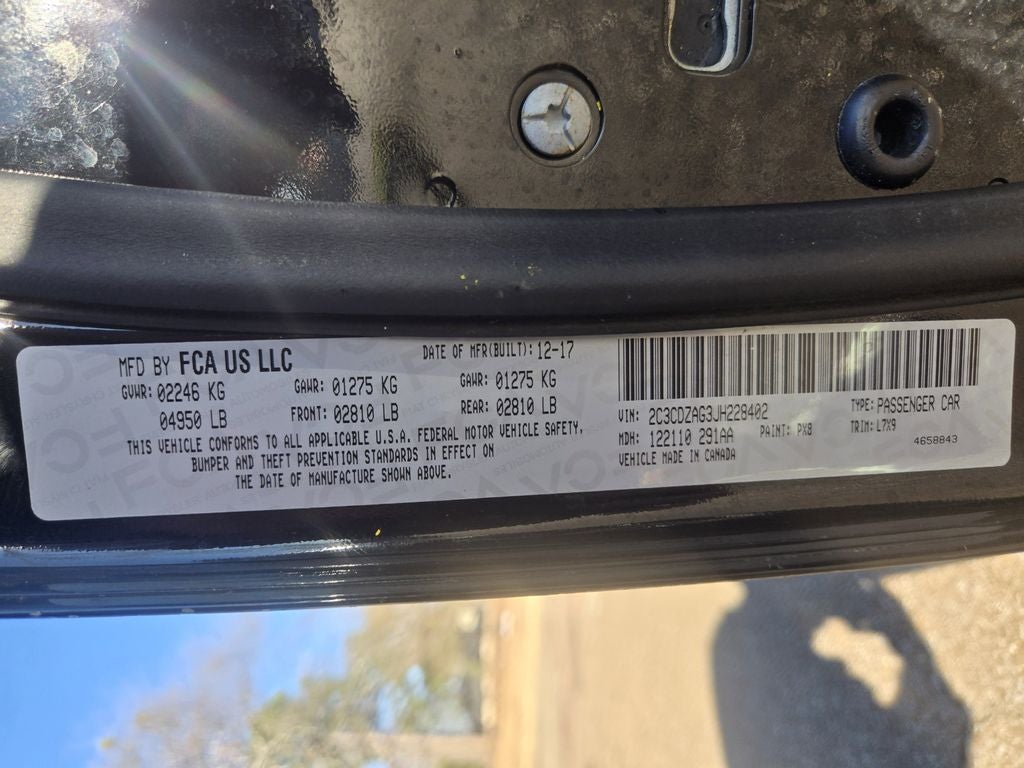 MFD BY FCA US LLC
DATE OF MFR(BUILT): 12-17
GVWR: 02246 KG GAWR: 01275 KG GAWR: 01275 KG
04950 LB FRONT: 02810 LB REAR: 02810 LB
THIS VEHICLE CONFORMS TO ALL APPLICABLE U.S.A. FEDERAL MOTOR VEHICLE SAFETY,
BUMPER AND THEFT PREVENTION STANDARDS IN EFFECT ON
THE DATE OF MANUFACTURE SHOWN ABOVE.
VIN: 2C3CDZAG3JH228402 TYPE: PASSENGER CAR
MDH: 122110 291AA PAINT: PX8 TRIM: L7X9
VEHICLE MADE IN CANADA 4658843